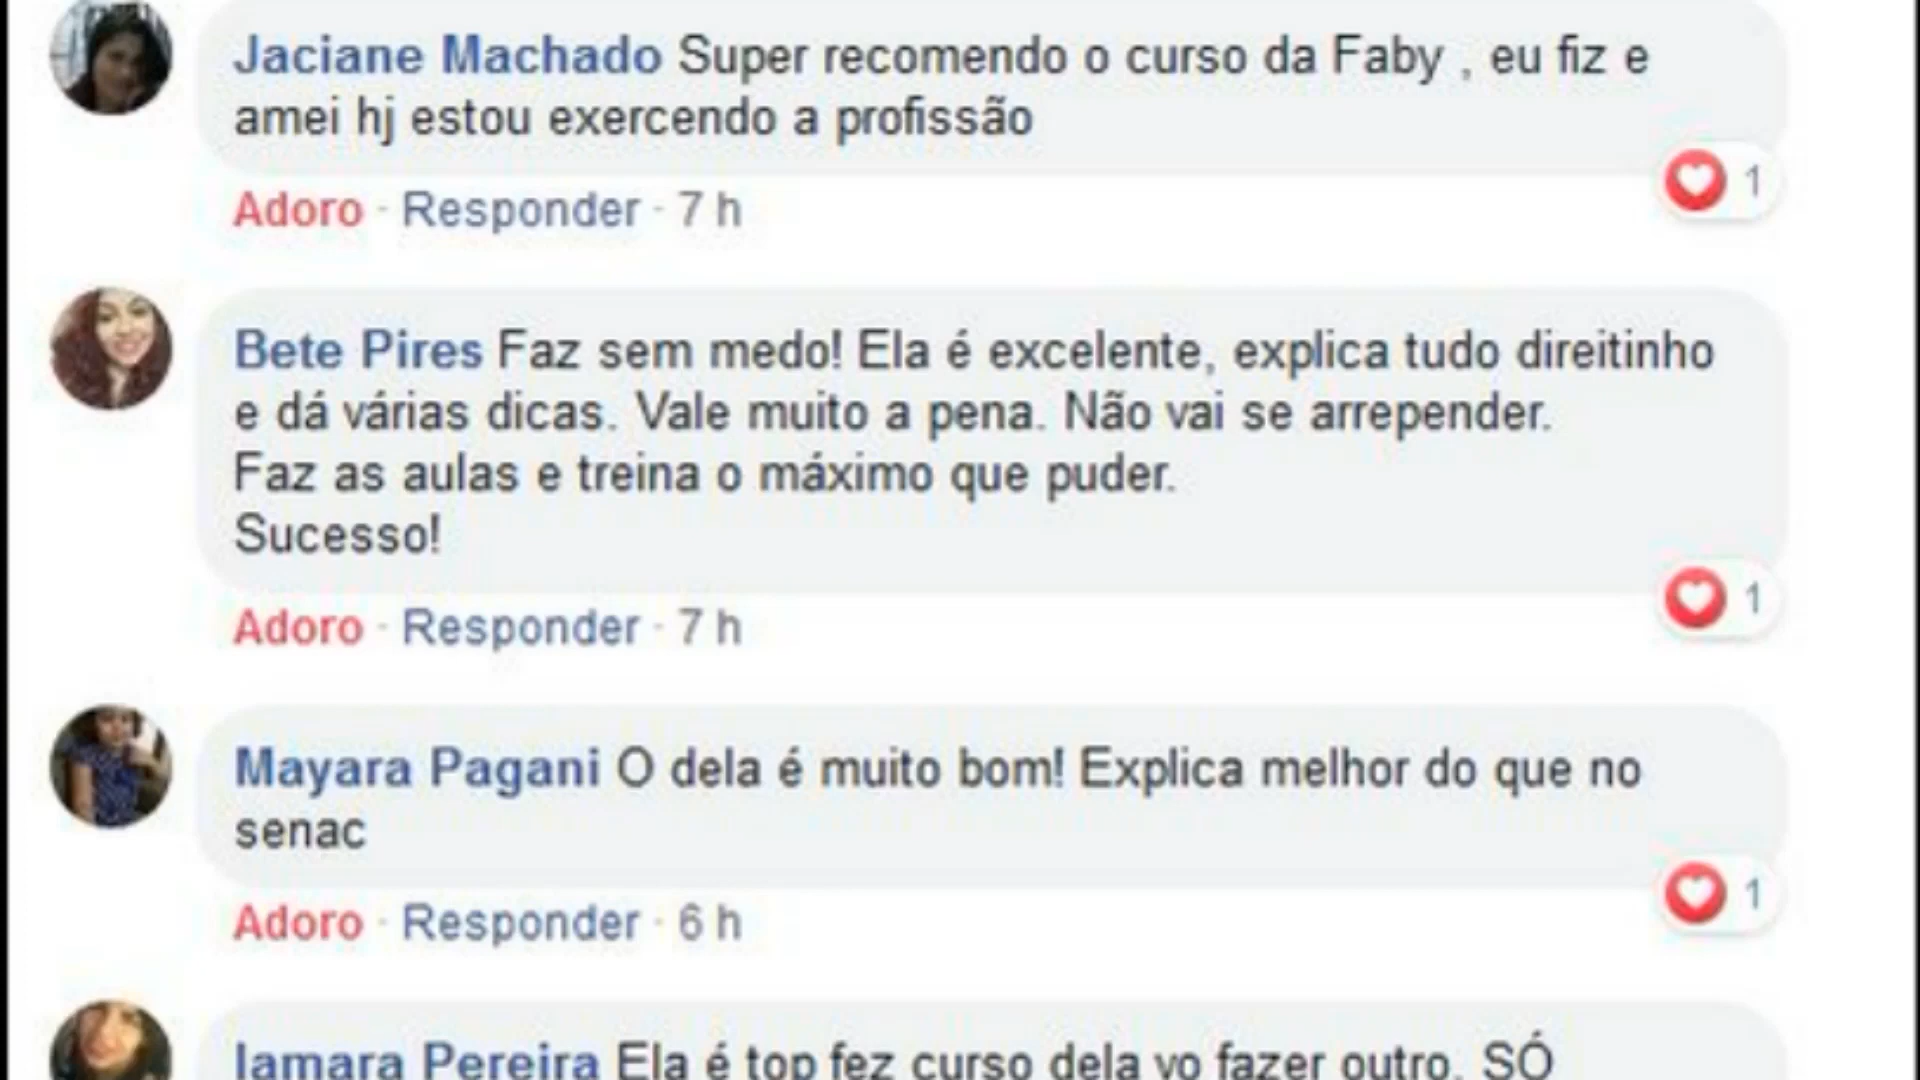 Jaciane Machado Super recomendo o curso da Faby , eu fiz e
amei hj estou exercendo a profissão
1
Adoro · Responder · 7 h
Bete Pires Faz sem medo! Ela é excelente, explica tudo direitinho
e dá várias dicas. Vale muito a pena. Não vai se arrepender.
Faz as aulas e treina o máximo que puder.
Sucesso!
1
Adoro · Responder · 7 h
Mayara Pagani O dela é muito bom! Explica melhor do que no
senac
1
Adoro · Responder · 6 h
Iamara Pereira Ela é top fez curso dela vo fazer outro. SÓ